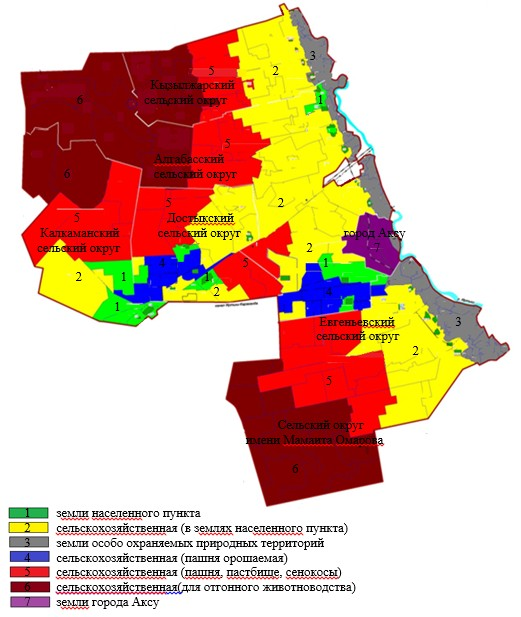 3
5
2
6
Кызылжарский
сельский округ
1
5
Алгабасский
сельский округ
6
5
5
2
Достыкский
сельский округ
Калкаманский
сельский округ
город Аксу
7
2
4
1
5
1
2
1
2
1
4
3
Евгеньевский
сельский округ
2
5
Сельский округ
имени Мамаита Омарова
6
1 земли населенного пункта
2 сельскохозяйственная (в землях населенного пункта)
3 земли особо охраняемых природных территорий
4 сельскохозяйственная (пашня орошаемая)
5 сельскохозяйственная (пашня, пастбище, сенокосы)
6 сельскохозяйственная(для отгонного животноводства)
7 земли города Аксу